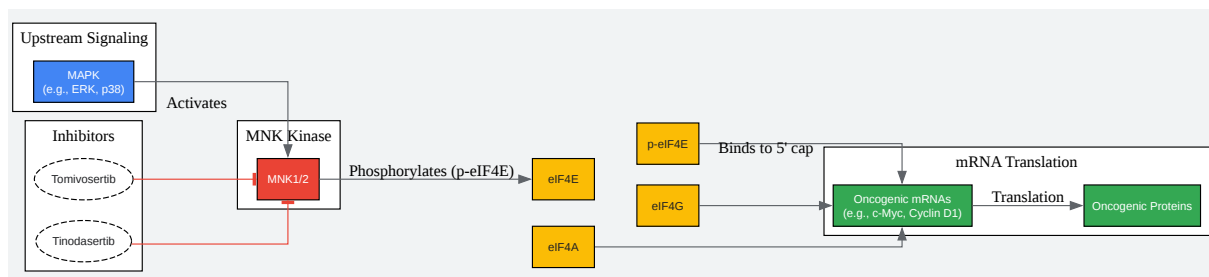 Upstream Signaling
MAPK
(e.g., ERK, p38)
Activates
Inhibitors
Tomivosertib
Tinodasertib
MNK Kinase
MNK1/2
Phosphorylates (p-eIF4E)
eIF4E
p-eIF4E
Binds to 5' cap
eIF4G
eIF4A
mRNA Translation
Oncogenic mRNAs
(e.g., c-Myc, Cyclin D1)
Translation
Oncogenic Proteins